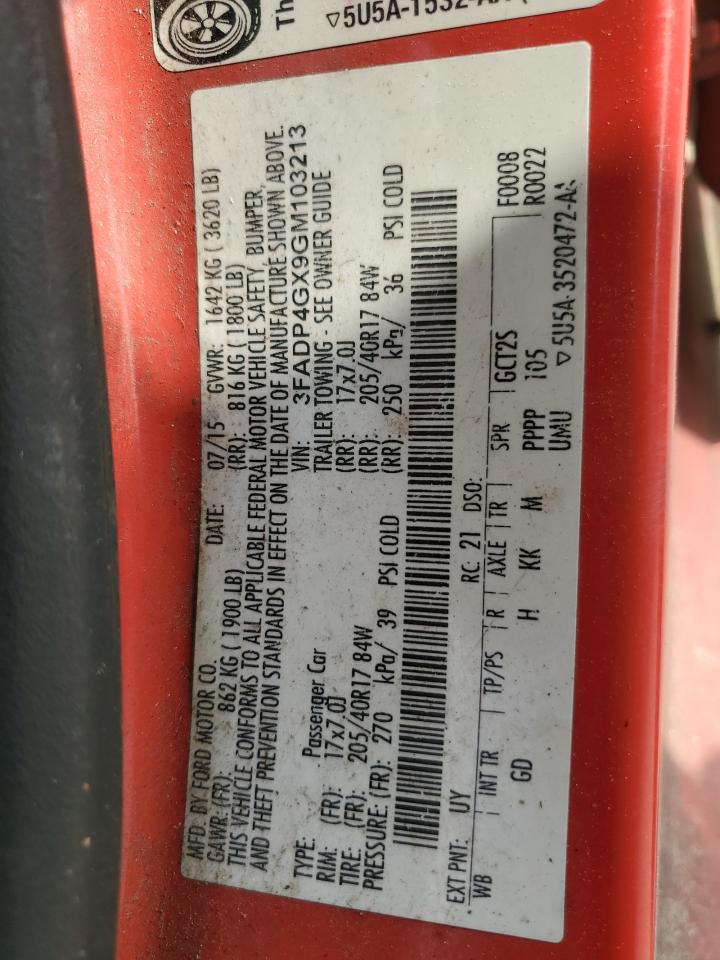 Th
▽5U5A-1532-A
MFD. BY FORD MOTOR CO. DATE: 07/15 GVWR: 1642 KG ( 3620 LB)
GAWR: (FR): 862 KG ( 1900 LB) (RR): 816 KG ( 1800 LB)
THIS VEHICLE CONFORMS TO ALL APPLICABLE FEDERAL MOTOR VEHICLE SAFETY, BUMPER,
AND THEFT PREVENTION STANDARDS IN EFFECT ON THE DATE OF MANUFACTURE SHOWN ABOVE.
VIN: 3FADP4GX9GM103213
TYPE: Passenger Car TRAILER TOWING - SEE OWNER GUIDE
RIM: (FR): 17x7.0J (RR): 17x7.0J
TIRE: (FR): 205/40R17 84W (RR): 205/40R17 84W
PRESSURE: (FR): 270 kPa/ 39 PSI COLD (RR): 250 kPa/ 36 PSI COLD
EXT PNT: UY RC: 21 DSO: F0008
WB INT TR TP/PS R AXLE TR SPR GCT2S R0022
GD H KK M PPPP 105
UMU ▽5U5A-3520472-AA